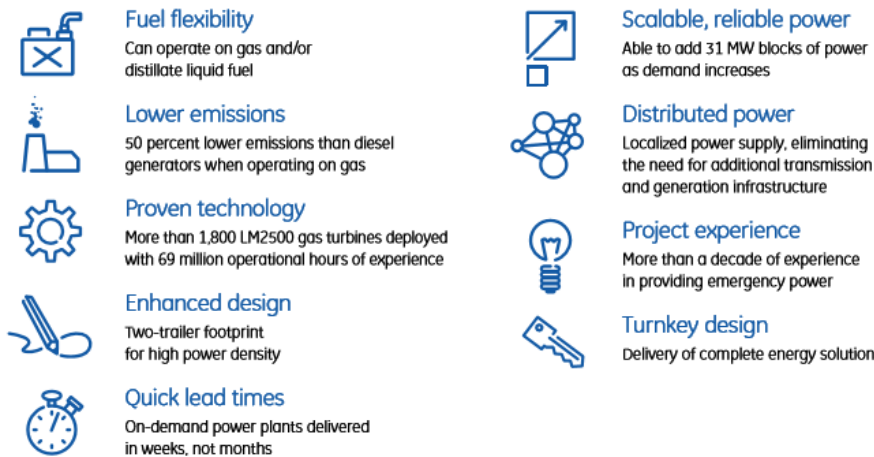 Fuel flexibility
Can operate on gas and/or
distillate liquid fuel
Lower emissions
50 percent lower emissions than diesel
generators when operating on gas
Proven technology
More than 1,800 LM2500 gas turbines deployed
with 69 million operational hours of experience
Enhanced design
Two-trailer footprint
for high power density
Quick lead times
On-demand power plants delivered
in weeks, not months
Scalable, reliable power
Able to add 31 MW blocks of power
as demand increases
Distributed power
Localized power supply, eliminating
the need for additional transmission
and generation infrastructure
Project experience
More than a decade of experience
in providing emergency power
Turnkey design
Delivery of complete energy solution